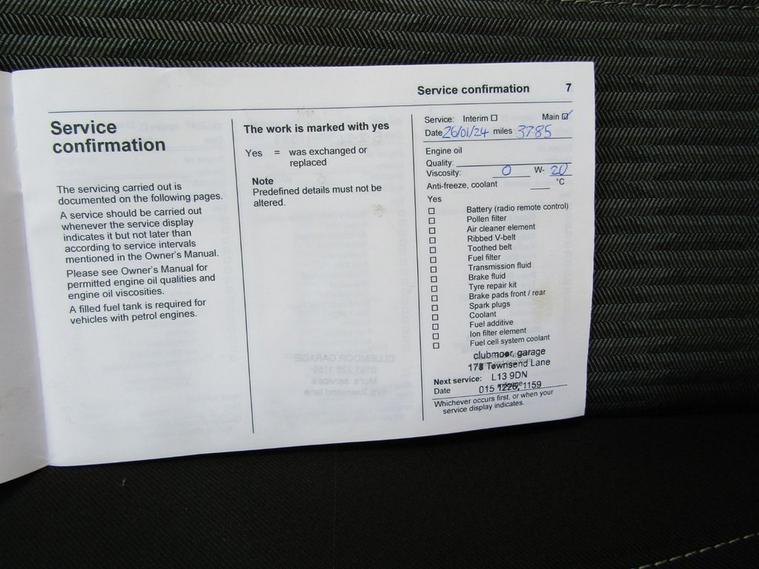 Service confirmation 7
Service
confirmation
The servicing carried out is
documented on the following pages.
A service should be carried out
whenever the service display
indicates it but not later than
according to service intervals
mentioned in the Owner's Manual.
Please see Owner's Manual for
permitted engine oil qualities and
engine oil viscosities.
A filled fuel tank is required for
vehicles with petrol engines.
The work is marked with yes
Yes = was exchanged or
replaced
Note
Predefined details must not be
altered.
Service: Interim ☐ Main ☑
Date 26/01/24 miles 3785
Engine oil
Quality:
Viscosity: 0 W- 20
Anti-freeze, coolant °C
Yes
☐ Battery (radio remote control)
☐ Pollen filter
☐ Air cleaner element
☐ Ribbed V-belt
☐ Toothed belt
☐ Fuel filter
☐ Transmission fluid
☐ Brake fluid
☐ Tyre repair kit
☐ Brake pads front / rear
☐ Spark plugs
☐ Coolant
☐ Fuel additive
☐ Ion filter element
☐ Fuel cell system coolant
clubmoor garage
Townsend Lane
Next service: L13 9DN
Date 015 1226, 1159
Whichever occurs first, or when your
service display indicates.